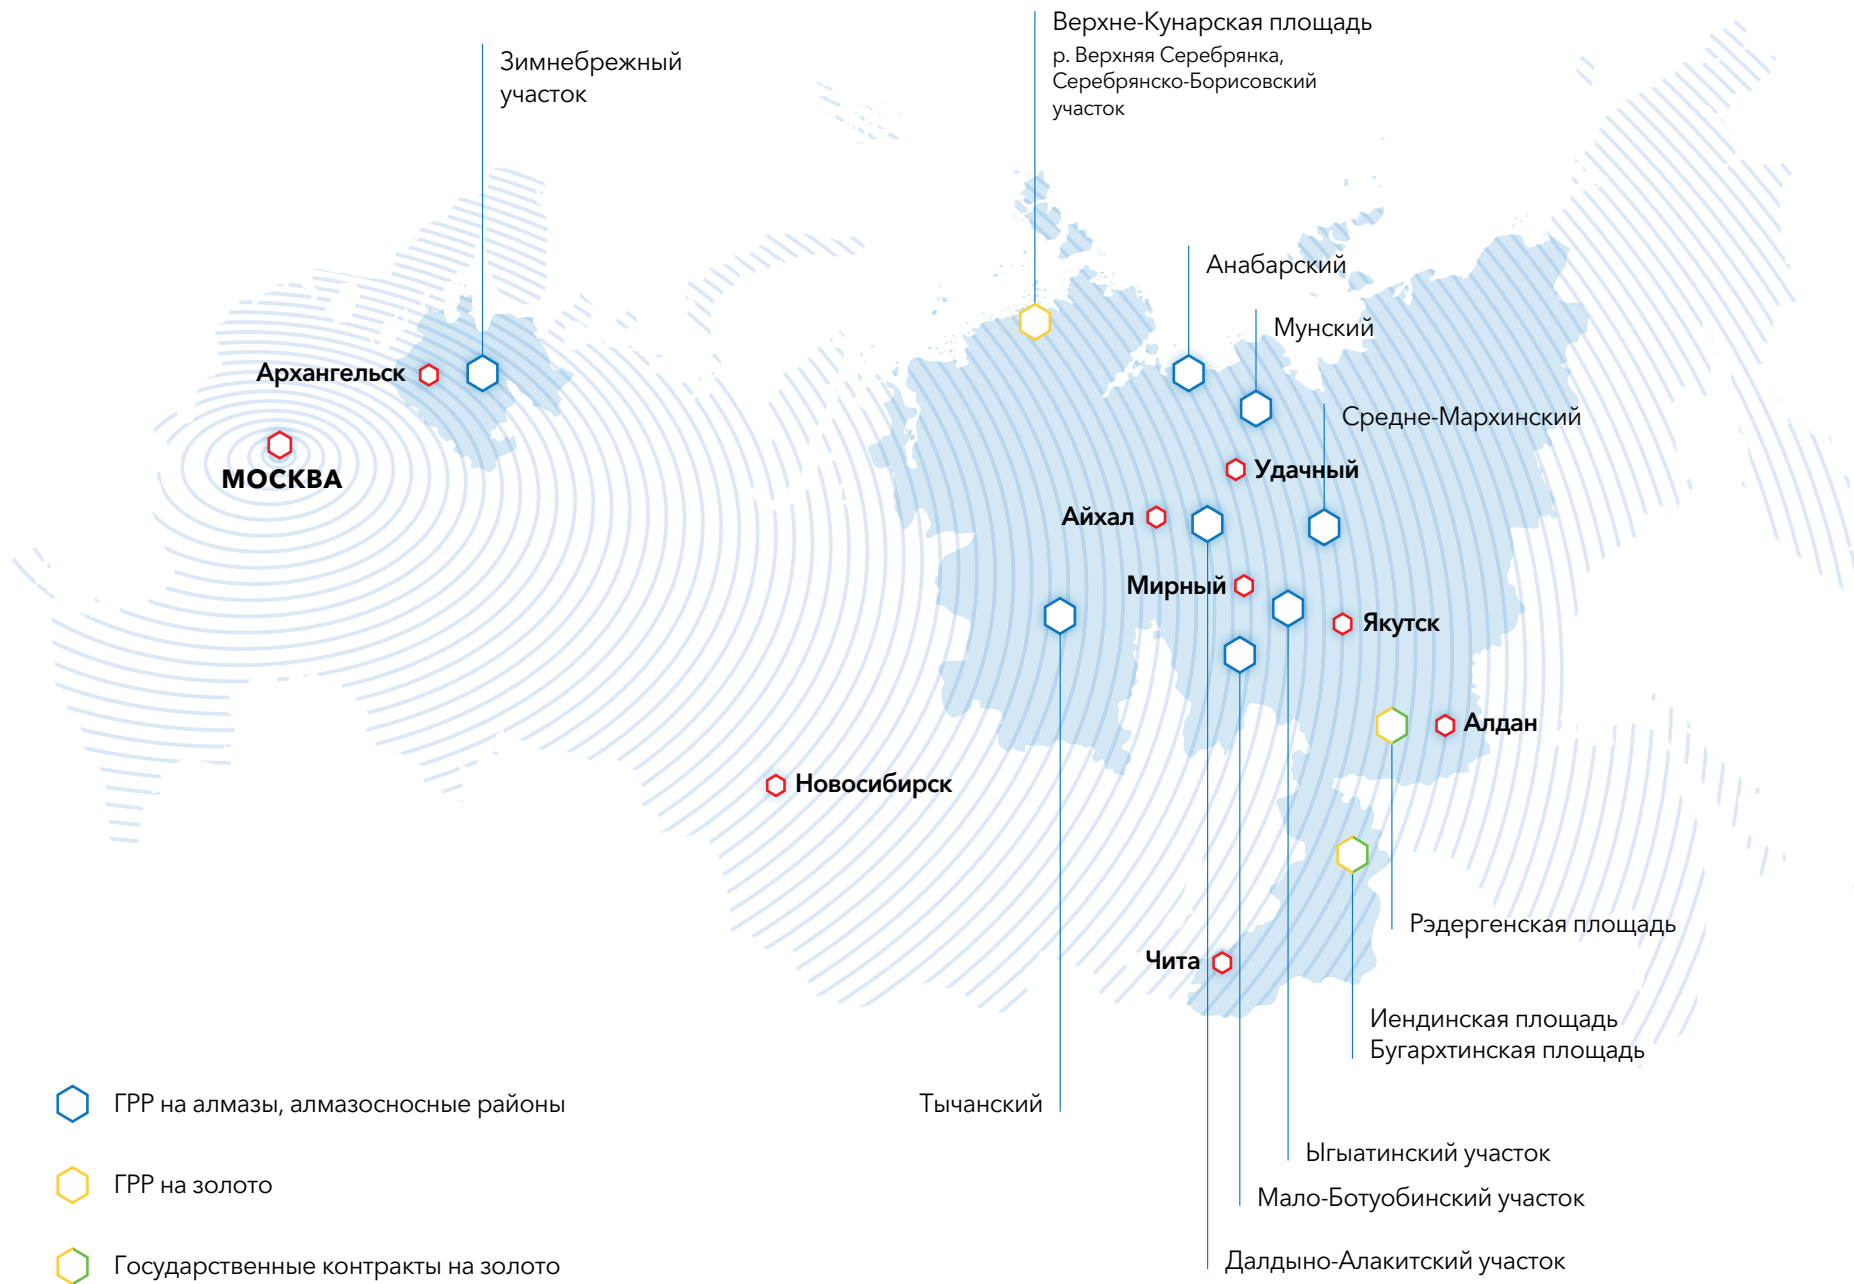 Верхне-Кунарская площадь
р. Верхняя Серебрянка,
Серебрянско-Борисовский
участок
Зимнебрежный
участок
Анабарский
Мунский
Архангельск
Средне-Мархинский
МОСКВА
Удачный
Айхал
Мирный
Якутск
Алдан
Новосибирск
Рэдергенская площадь
Чита
Иендинская площадь
Бугархтинская площадь
ГРР на алмазы, алмазосносные районы
Тычанский
Ыгыатинский участок
ГРР на золото
Мало-Ботуобинский участок
Далдыно-Алакитский участок
Государственные контракты на золото